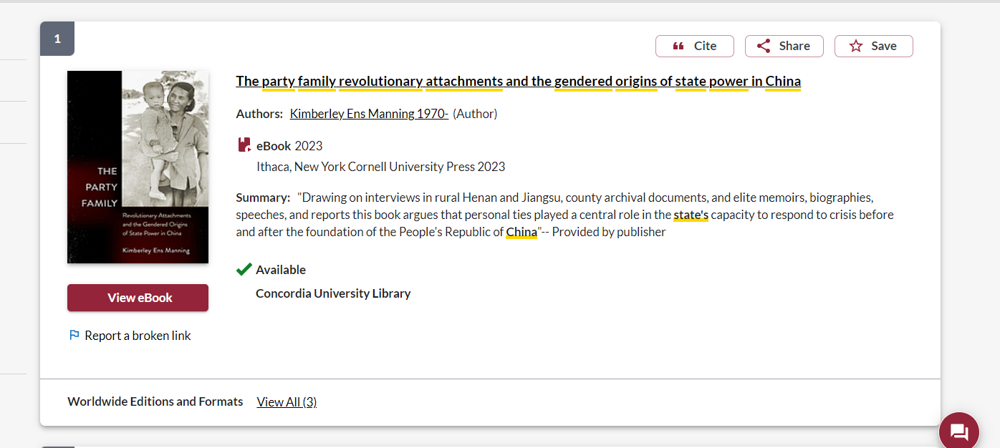 1
Cite
Share
Save
The party family revolutionary attachments and the gendered origins of state power in China
Authors: Kimberley Ens Manning 1970- (Author)
eBook 2023
Ithaca, New York Cornell University Press 2023
Summary: "Drawing on interviews in rural Henan and Jiangsu, county archival documents, and elite memoirs, biographies,
speeches, and reports this book argues that personal ties played a central role in the state's capacity to respond to crisis before
and after the foundation of the People's Republic of China"-- Provided by publisher
Available
Concordia University Library
THE
PARTY
FAMILY
Revolutionary Attachments
and the Gendered Origins
of State Power in China
Kimberley Ens Manning
View eBook
Report a broken link
Worldwide Editions and Formats View All (3)